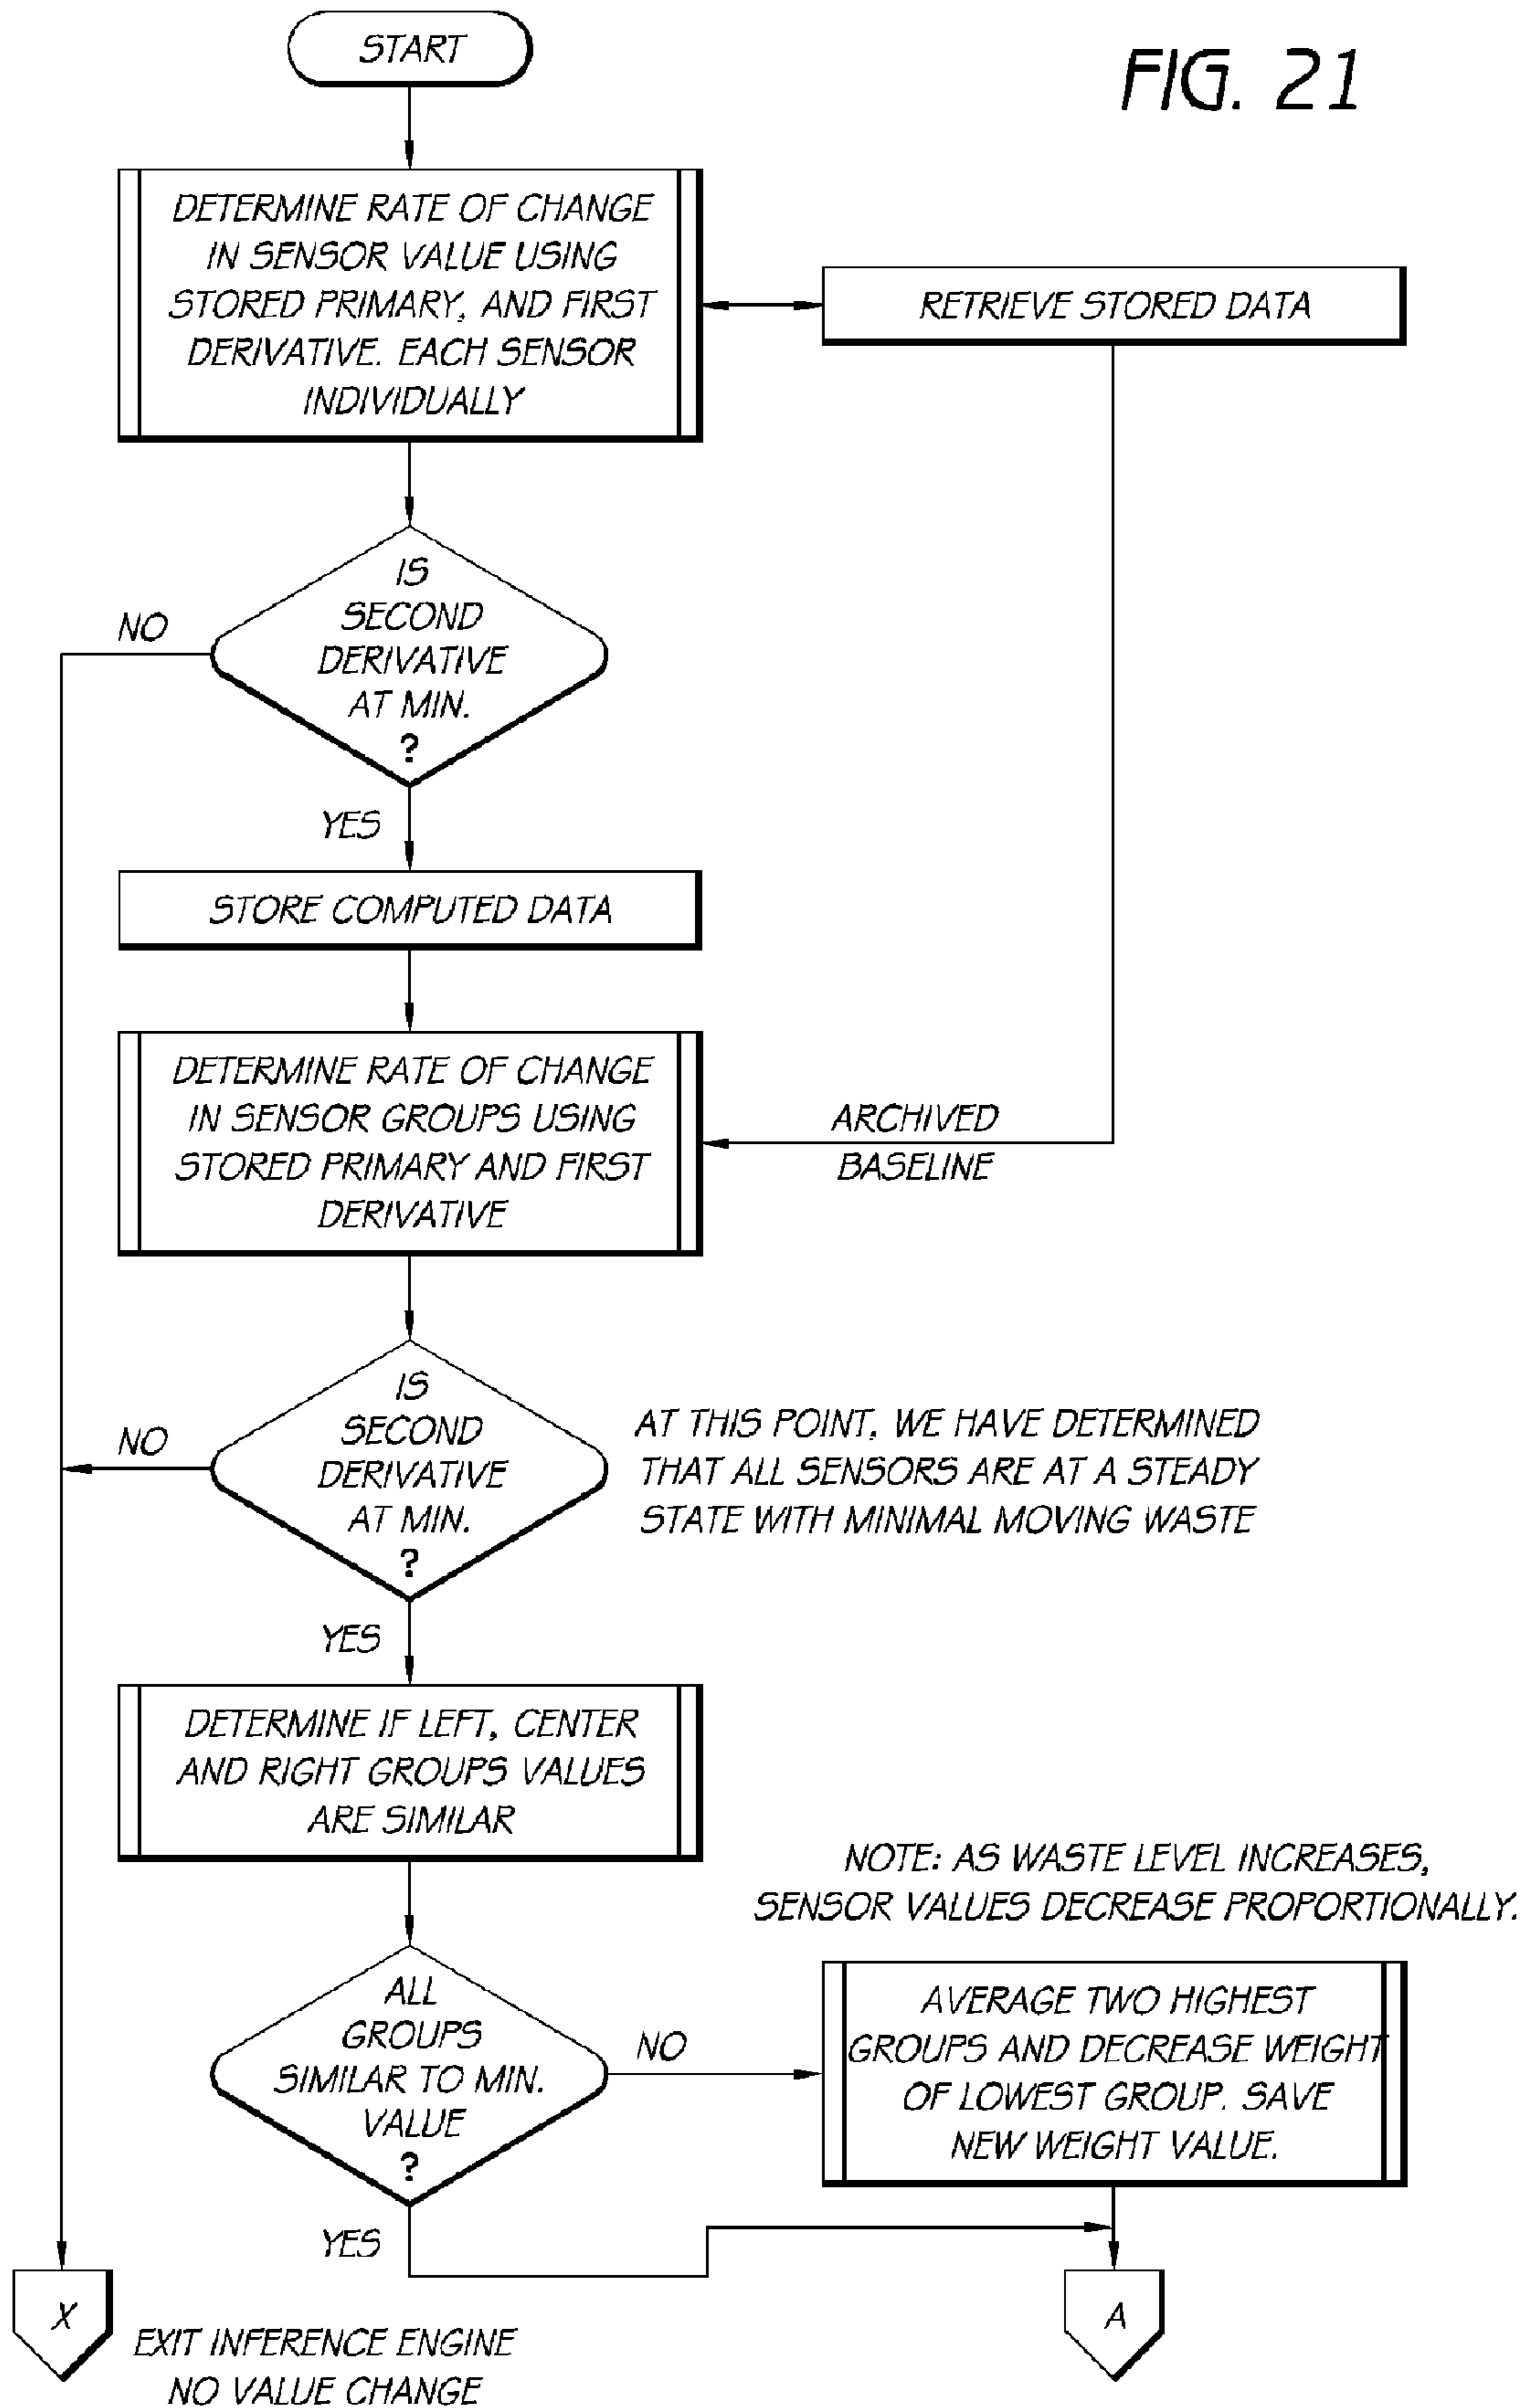 START
FIG. 21
DETERMINE RATE OF CHANGE
IN SENSOR VALUE USING
STORED PRIMARY, AND FIRST
DERIVATIVE. EACH SENSOR
INDIVIDUALLY
RETRIEVE STORED DATA
IS
SECOND
DERIVATIVE
AT MIN.
?
NO
YES
STORE COMPUTED DATA
DETERMINE RATE OF CHANGE
IN SENSOR GROUPS USING
STORED PRIMARY AND FIRST
DERIVATIVE
ARCHIVED
BASELINE
IS
SECOND
DERIVATIVE
AT MIN.
?
NO
AT THIS POINT, WE HAVE DETERMINED
THAT ALL SENSORS ARE AT A STEADY
STATE WITH MINIMAL MOVING WASTE
YES
DETERMINE IF LEFT, CENTER
AND RIGHT GROUPS VALUES
ARE SIMILAR
NOTE: AS WASTE LEVEL INCREASES,
SENSOR VALUES DECREASE PROPORTIONALLY.
ALL
GROUPS
SIMILAR TO MIN.
VALUE
?
NO
AVERAGE TWO HIGHEST
GROUPS AND DECREASE WEIGHT
OF LOWEST GROUP. SAVE
NEW WEIGHT VALUE.
YES
X
EXIT INFERENCE ENGINE
NO VALUE CHANGE
A